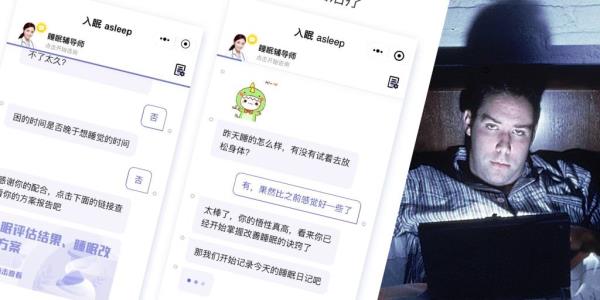 入眠 asleep
睡眠辅导师
点击开始咨询
不了太久?
否
困的时间是否晚于想睡觉的时间
否
感谢你的配合，点击下面的链接查
看你的方案报告吧
眠评估结果、睡眠改
方案
击查看
入眠 asleep
睡眠辅导师
点击开始咨询
昨天睡的怎么样，有没有试着去放
松身体?
有，果然比之前感觉好一些了
太棒了，你的悟性真高，看来你已
经开始掌握改善睡眠的诀窍了
那我们开始记录今天的睡眠日记吧